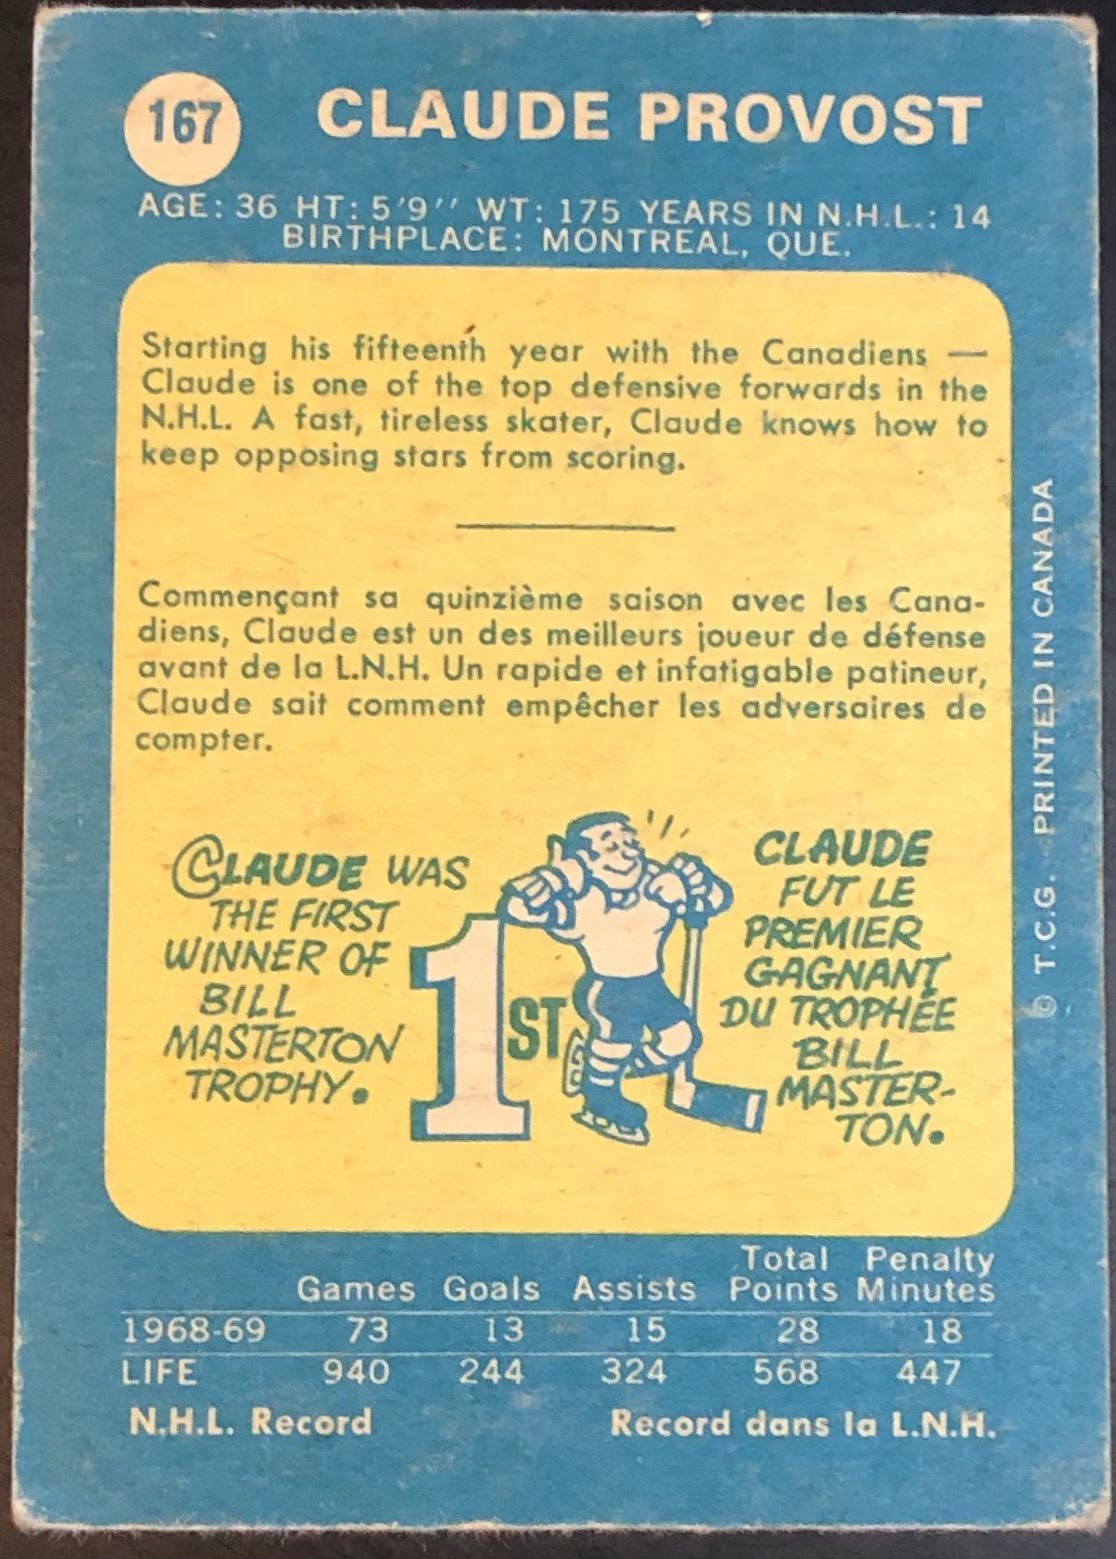 167
CLAUDE PROVOST
AGE: 36 HT: 5'9'' WT: 175 YEARS IN N.H.L.: 14
BIRTHPLACE: MONTREAL, QUE.
Starting his fifteenth year with the Canadiens —
Claude is one of the top defensive forwards in the
N.H.L. A fast, tireless skater, Claude knows how to
keep opposing stars from scoring.
Commençant sa quinzième saison avec les Cana-
diens, Claude est un des meilleurs joueur de défense
avant de la L.N.H. Un rapide et infatigable patineur,
Claude sait comment empêcher les adversaires de
compter.
CLAUDE WAS
THE FIRST
WINNER OF
BILL
MASTERTON
TROPHY.
1ST
CLAUDE
FUT LE
PREMIER
GAGNANT
DU TROPHÉE
BILL
MASTER-
TON.
© T.C.G. PRINTED IN CANADA
Games Goals Assists Total Points Penalty Minutes
1968-69 73 13 15 28 18
LIFE 940 244 324 568 447
N.H.L. Record Record dans la L.N.H.